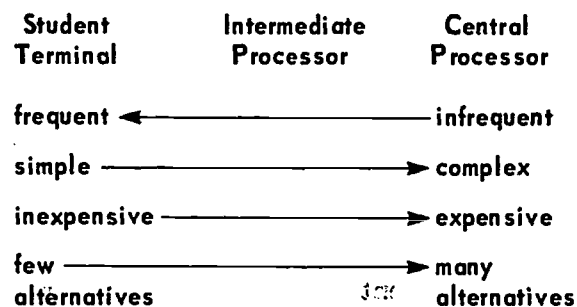 Student Intermediate Central
Terminal Processor Processor
frequent infrequent
simple complex
inexpensive expensive
few many
alternatives alternatives